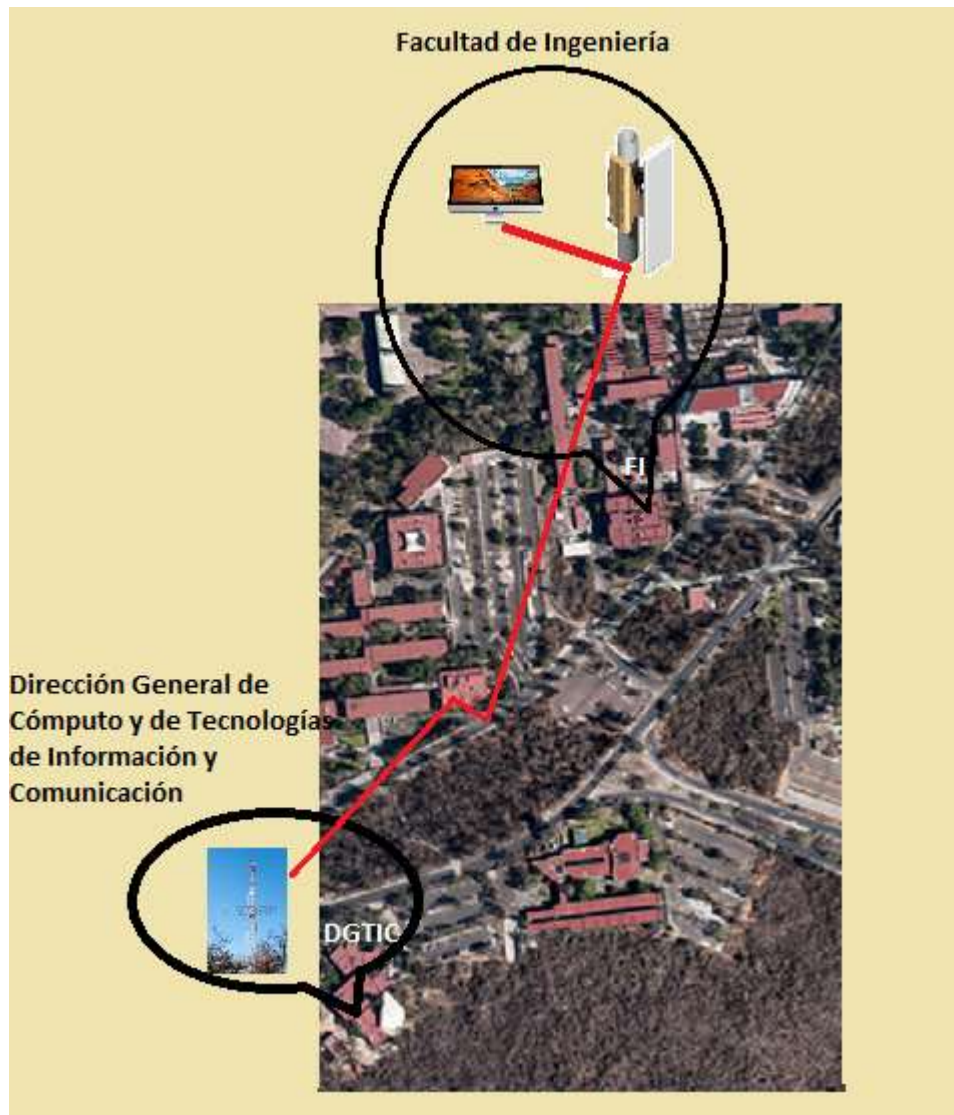 Facultad de Ingeniería
FI
Dirección General de
Cómputo y de Tecnologías
de Información y
Comunicación
DGTIC